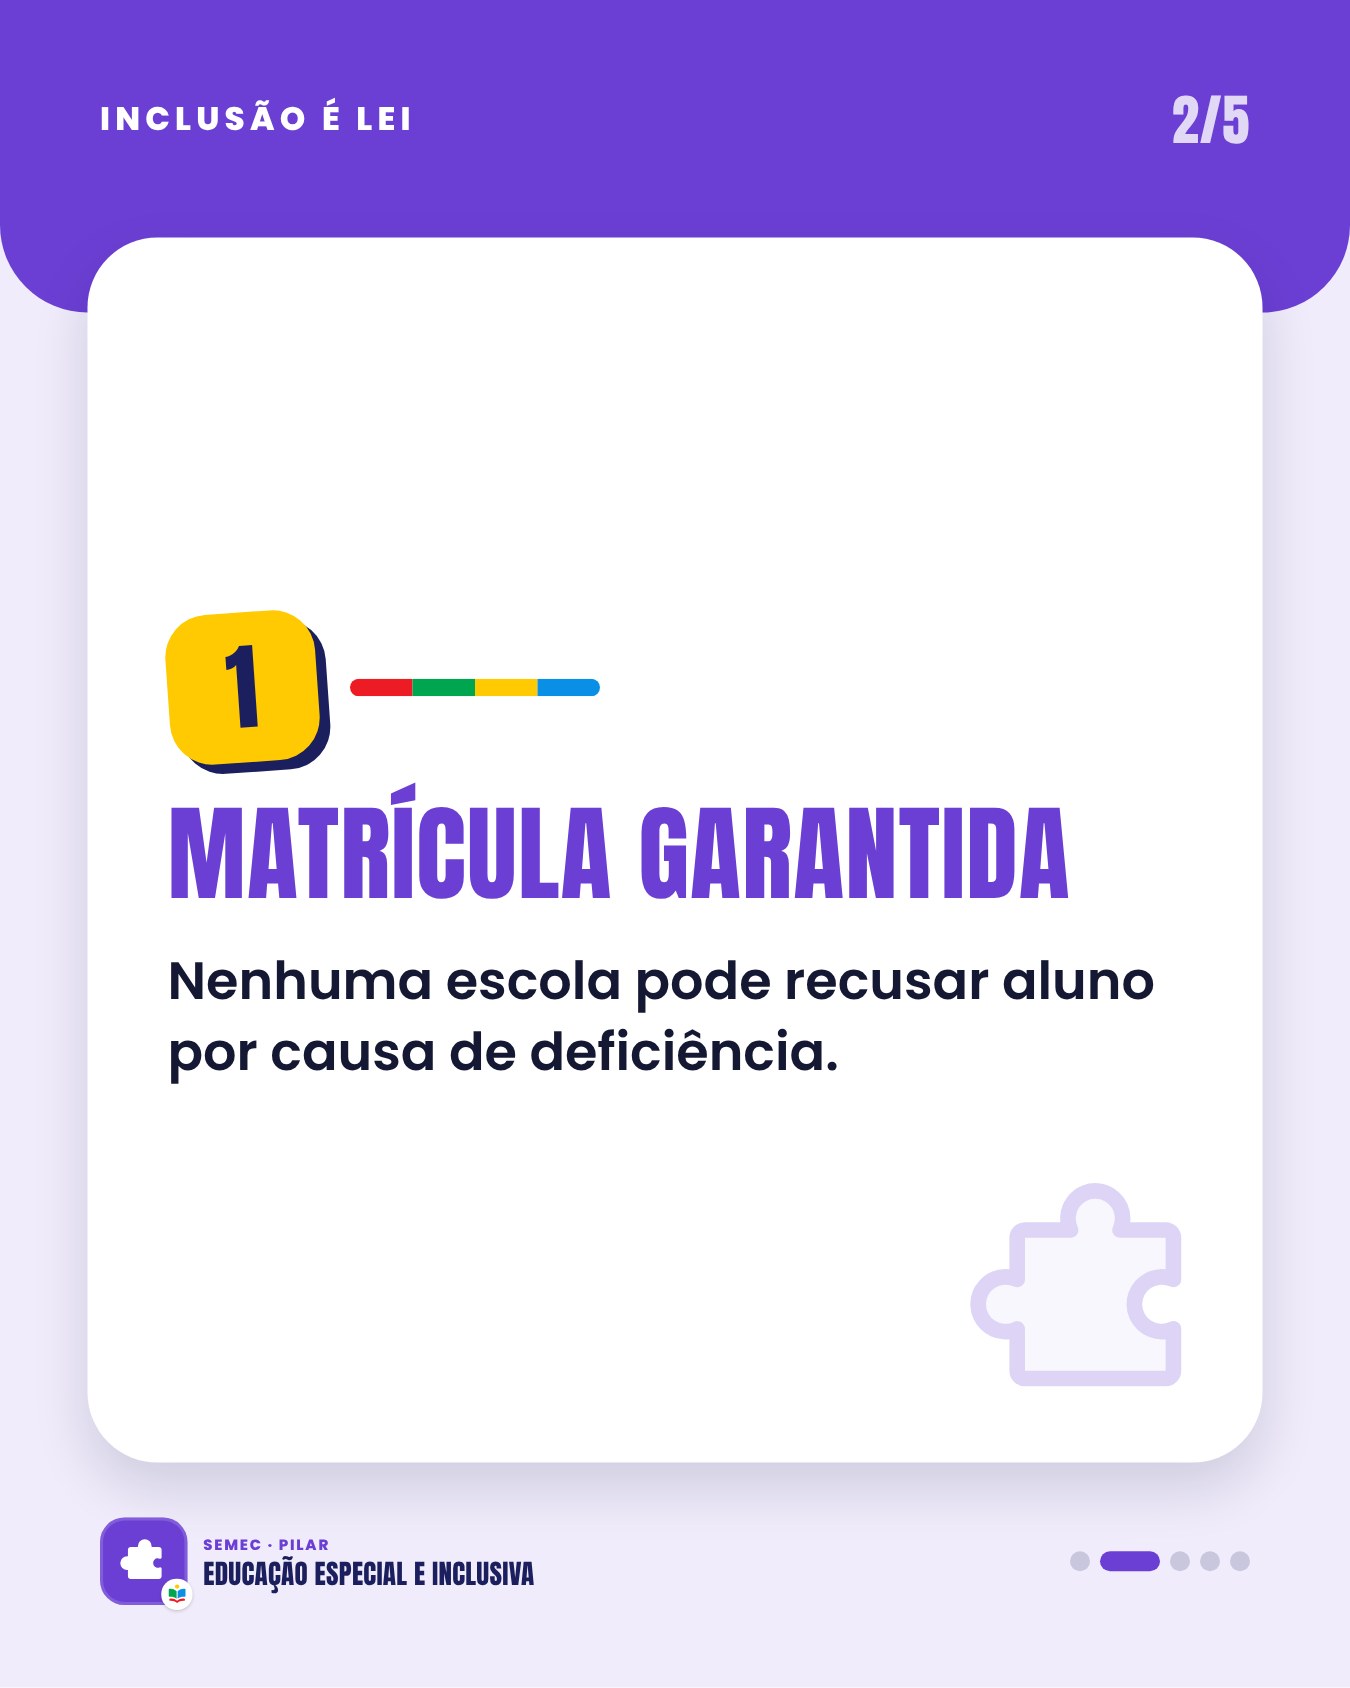 INCLUSÃO É LEI
2/5
1
MATRÍCULA GARANTIDA
Nenhuma escola pode recusar aluno
por causa de deficiência.
SEMEC · PILAR
EDUCAÇÃO ESPECIAL E INCLUSIVA